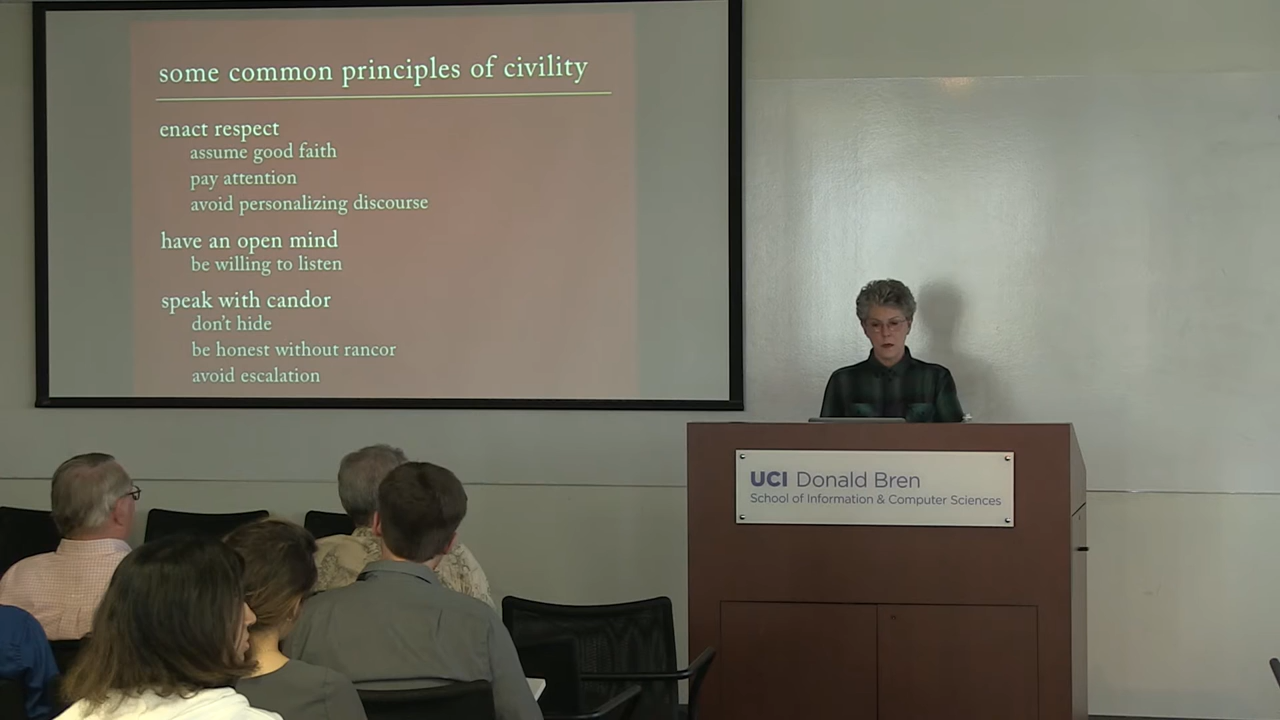 some common principles of civility
enact respect
assume good faith
pay attention
avoid personalizing discourse
have an open mind
be willing to listen
speak with candor
don't hide
be honest without rancor
avoid escalation
UCI Donald Bren
School of Information & Computer Sciences